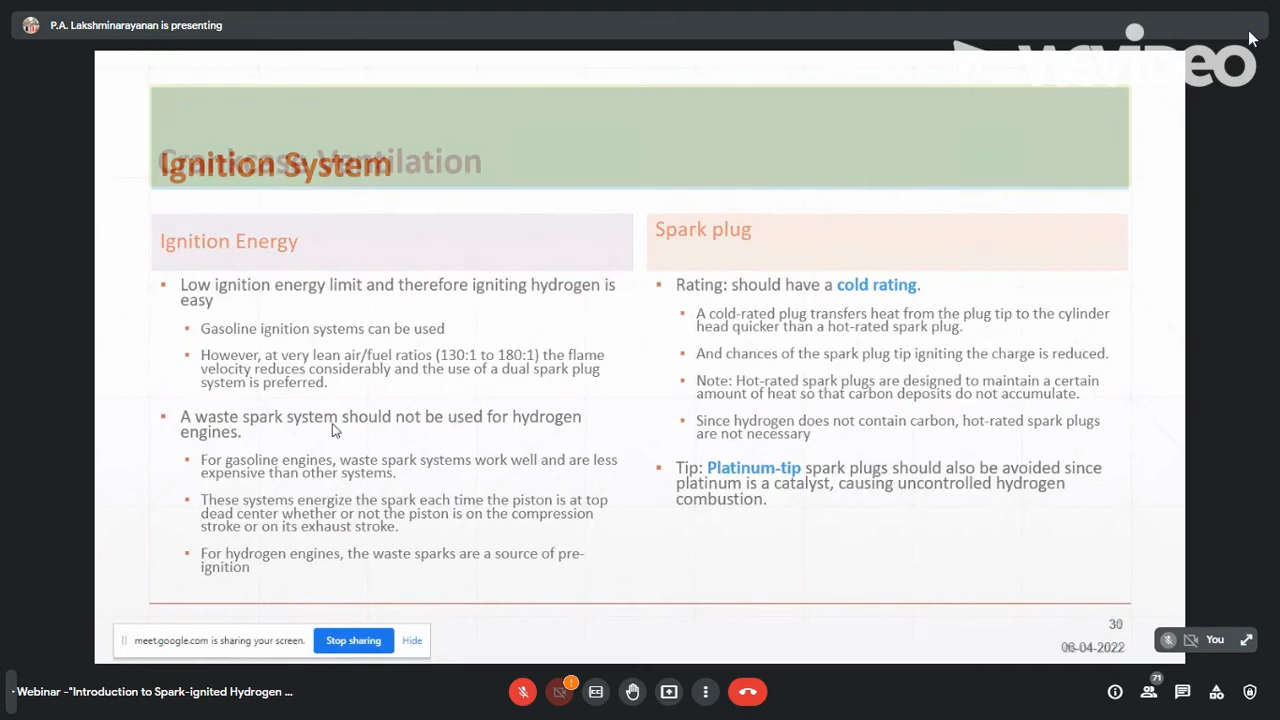 P.A. Lakshminarayanan is presenting
WeVideo
Ignition System
Crankcase Ventilation
Ignition Energy
▪ Low ignition energy limit and therefore igniting hydrogen is
easy
▪ Gasoline ignition systems can be used
▪ However, at very lean air/fuel ratios (130:1 to 180:1) the flame
velocity reduces considerably and the use of a dual spark plug
system is preferred.
▪ A waste spark system should not be used for hydrogen
engines.
▪ For gasoline engines, waste spark systems work well and are less
expensive than other systems.
▪ These systems energize the spark each time the piston is at top
dead center whether or not the piston is on the compression
stroke or on its exhaust stroke.
▪ For hydrogen engines, the waste sparks are a source of pre-
ignition
Spark plug
▪ Rating: should have a cold rating.
▪ A cold-rated plug transfers heat from the plug tip to the cylinder
head quicker than a hot-rated spark plug.
▪ And chances of the spark plug tip igniting the charge is reduced.
▪ Note: Hot-rated spark plugs are designed to maintain a certain
amount of heat so that carbon deposits do not accumulate.
▪ Since hydrogen does not contain carbon, hot-rated spark plugs
are not necessary
▪ Tip: Platinum-tip spark plugs should also be avoided since
platinum is a catalyst, causing uncontrolled hydrogen
combustion.
30
06-04-2022
meet.google.com is sharing your screen.
Stop sharing
Hide
You
Webinar -"Introduction to Spark-ignited Hydrogen ...
71